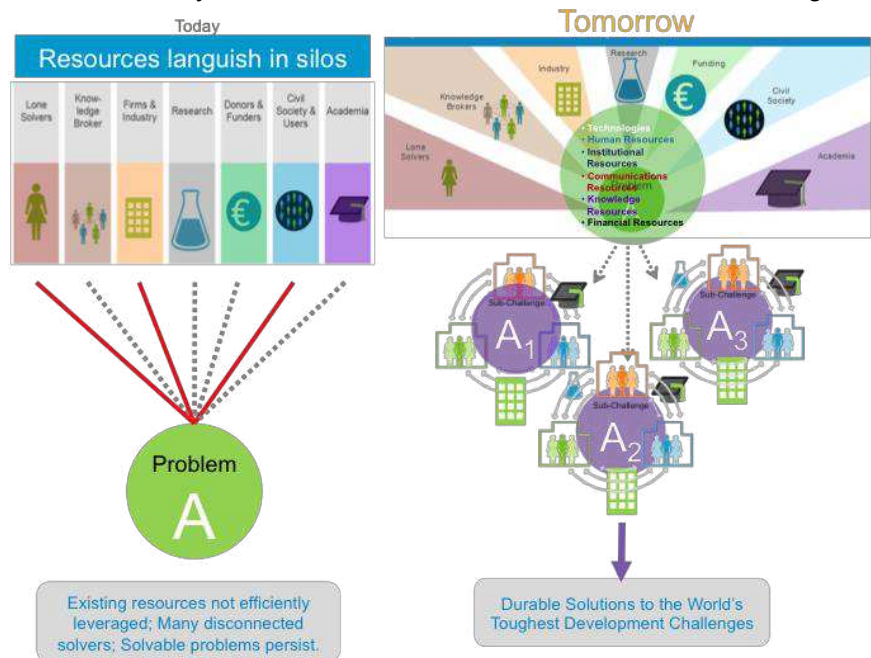 Today
Resources languish in silos
Lone
Solvers
Know-
ledge
Broker
Firms &
Industry
Research
Donors &
Funders
Civil
Society &
Users
Academia
Problem
A
Existing resources not efficiently
leveraged; Many disconnected
solvers; Solvable problems persist.
Tomorrow
Lone
Solvers
Knowledge
Brokers
Industry
Research
Funding
€
Civil
Society
Academia
• Technologies
• Human Resources
• Institutional
Resources
• Communications
Resources
Problem
• Knowledge
Resources
• Financial Resources
Sub-Challenge
A1
Sub-Challenge
A2
Sub-Challenge
A3
Durable Solutions to the World's
Toughest Development Challenges